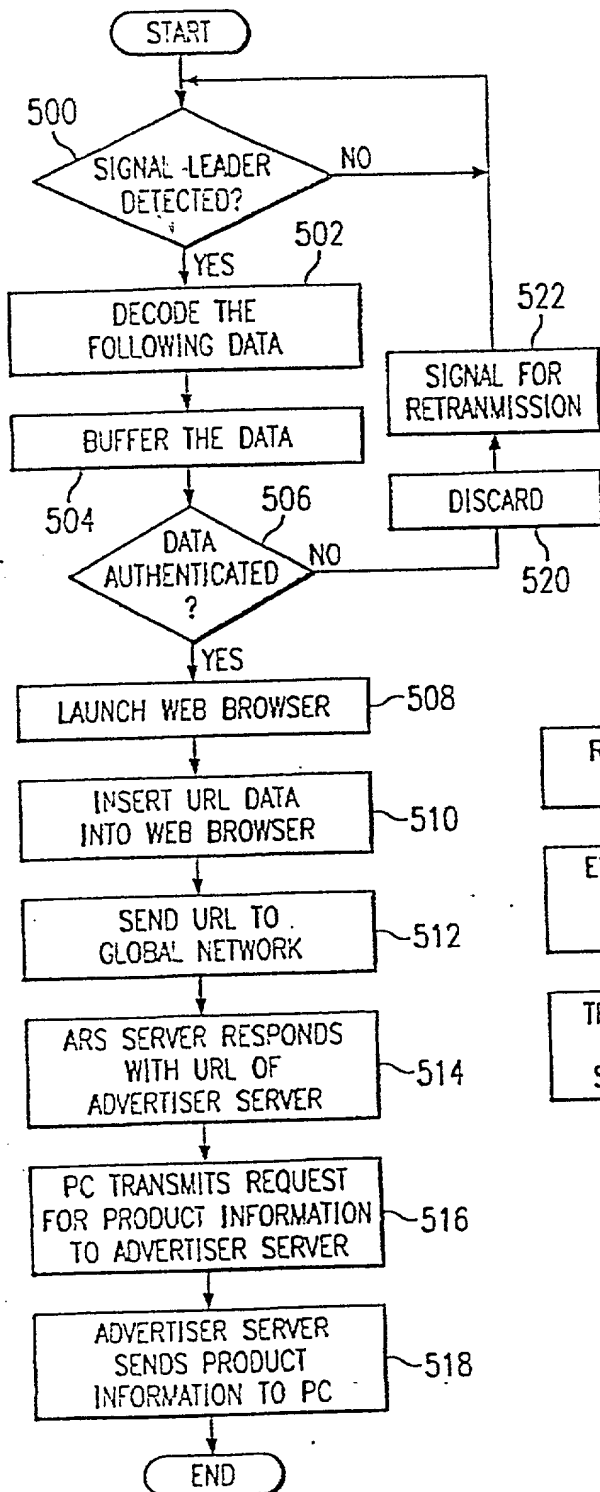 START
500
SIGNAL-LEADER
DETECTED?
NO
YES
502
DECODE THE
FOLLOWING DATA
522
SIGNAL FOR
RETRANMISSION
BUFFER THE DATA
504
DISCARD
520
506
DATA
AUTHENTICATED
?
NO
YES
LAUNCH WEB BROWSER
508
INSERT URL DATA
INTO WEB BROWSER
510
SEND URL TO
GLOBAL NETWORK
512
ARS SERVER RESPONDS
WITH URL OF
ADVERTISER SERVER
514
PC TRANSMITS REQUEST
FOR PRODUCT INFORMATION
TO ADVERTISER SERVER
516
ADVERTISER SERVER
SENDS PRODUCT
INFORMATION TO PC
518
END